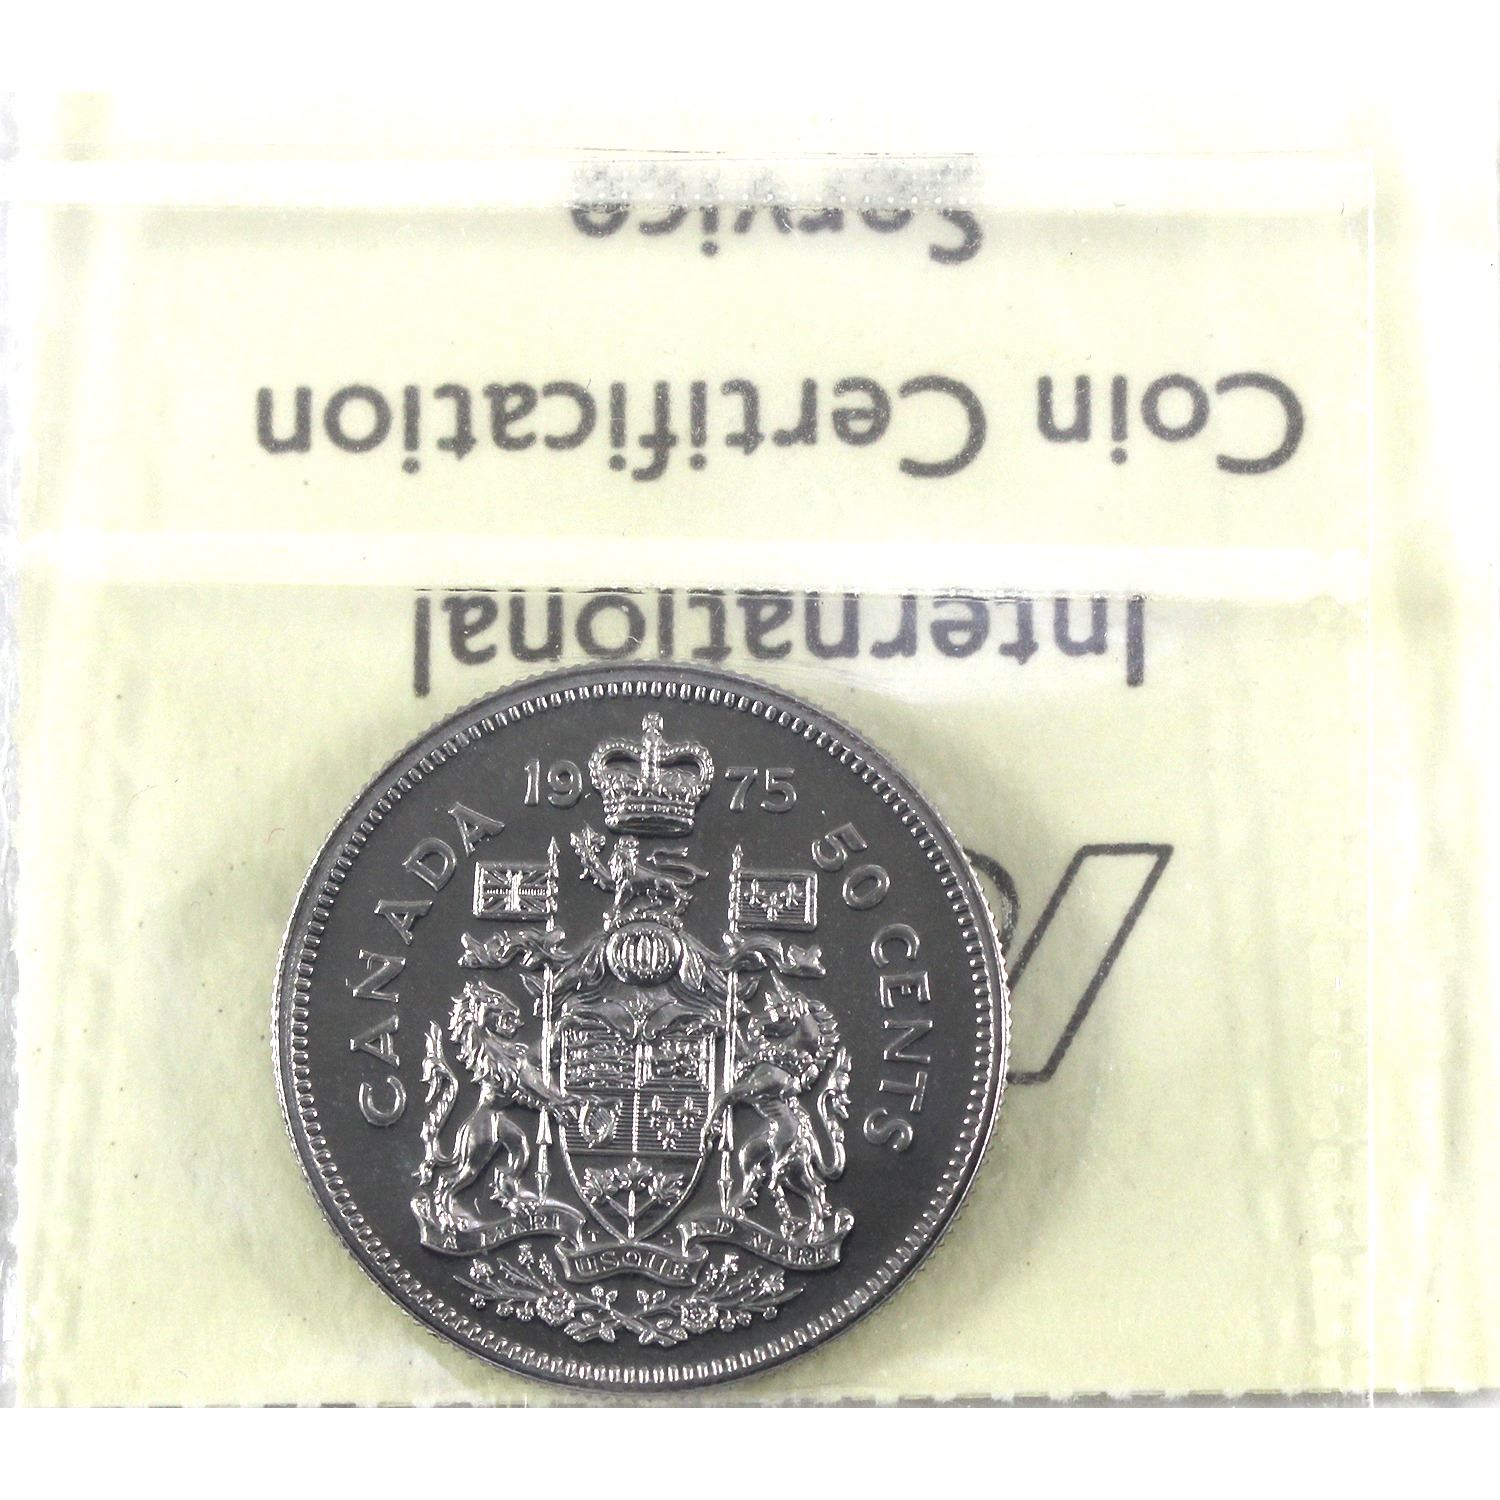 International
Coin Certification
Service
1975
CANADA
50 CENTS
A MARI USQUE AD MARE